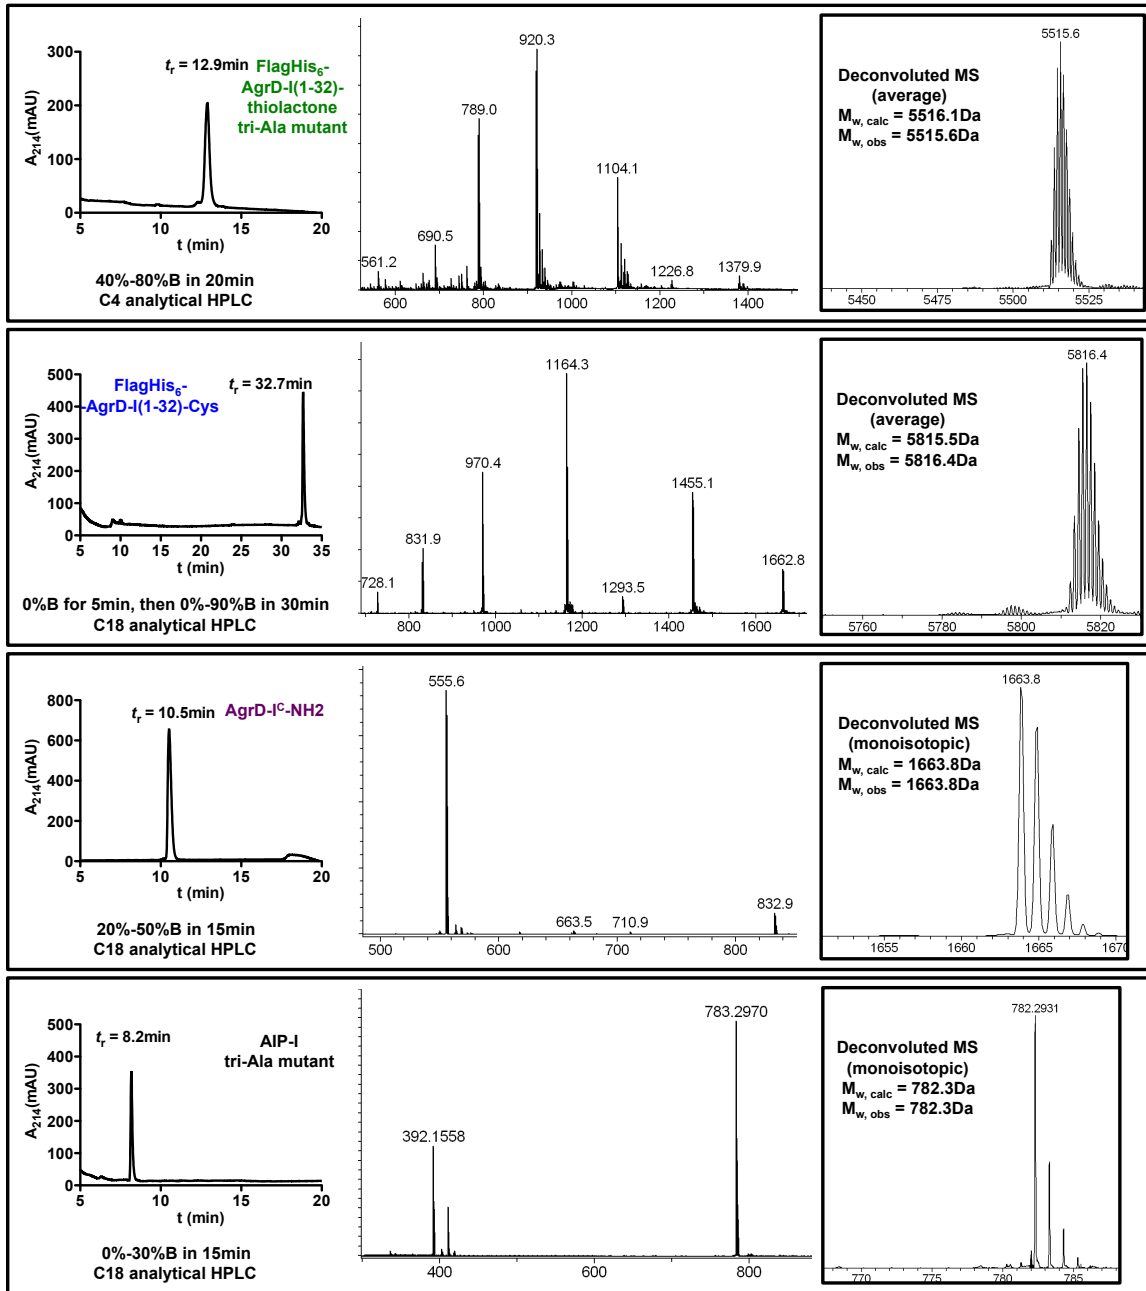 300
200
100
0
A214(mAU)
tr = 12.9min
FlagHis6-
AgrD-I(1-32)-
thiolactone
tri-Ala mutant
5 10 15 20
t (min)
40%-80%B in 20min
C4 analytical HPLC
920.3
789.0
1104.1
690.5
561.2
1226.8
1379.9
600 800 1000 1200 1400
5515.6
Deconvoluted MS
(average)
Mw, calc = 5516.1Da
Mw, obs = 5515.6Da
5450 5475 5500 5525
500
400
300
200
100
0
A214(mAU)
tr = 32.7min
FlagHis6-
-AgrD-I(1-32)-Cys
5 10 15 20 25 30 35
t (min)
0%B for 5min, then 0%-90%B in 30min
C18 analytical HPLC
1164.3
970.4
1455.1
831.9
1662.8
728.1
1293.5
800 1000 1200 1400 1600
5816.4
Deconvoluted MS
(average)
Mw, calc = 5815.5Da
Mw, obs = 5816.4Da
5760 5780 5800 5820
800
600
400
200
0
A214(mAU)
tr = 10.5min
AgrD-IC-NH2
5 10 15 20
t (min)
20%-50%B in 15min
C18 analytical HPLC
555.6
832.9
663.5
710.9
500 600 700 800
1663.8
Deconvoluted MS
(monoisotopic)
Mw, calc = 1663.8Da
Mw, obs = 1663.8Da
1655 1660 1665 1670
500
400
300
200
100
0
A214(mAU)
tr = 8.2min
AIP-I
tri-Ala mutant
5 10 15 20
t (min)
0%-30%B in 15min
C18 analytical HPLC
783.2970
392.1558
400 600 800
782.2931
Deconvoluted MS
(monoisotopic)
Mw, calc = 782.3Da
Mw, obs = 782.3Da
770 775 780 785